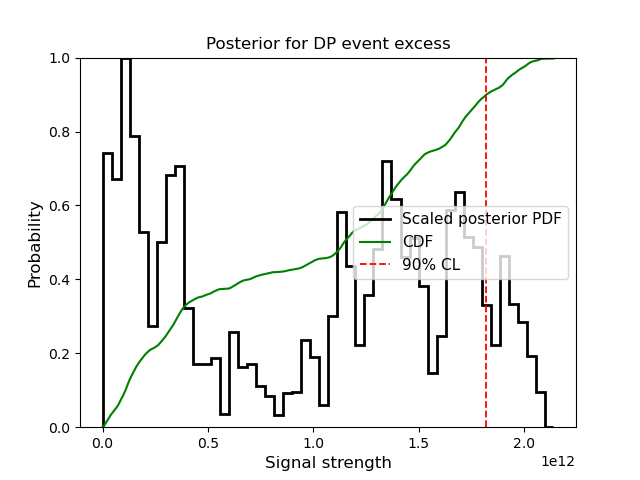 Posterior for DP event excess
1.0
0.8
0.6
0.4
0.2
0.0
Probability
Scaled posterior PDF
CDF
90% CL
0.0 0.5 1.0 1.5 2.0
1e12
Signal strength